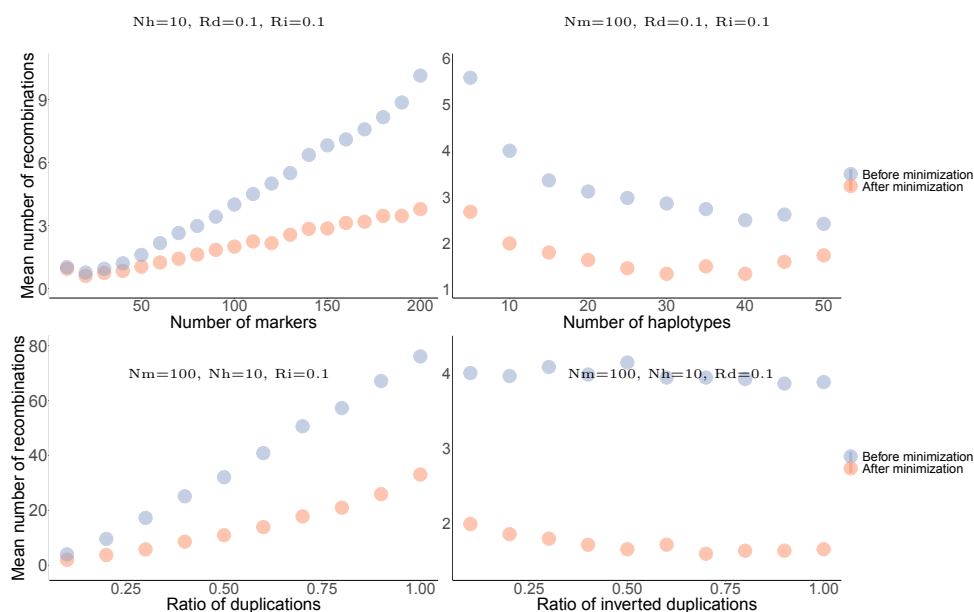 Nh=10, Rd=0.1, Ri=0.1
Nm=100, Rd=0.1, Ri=0.1
Mean number of recombinations
9
6
3
0
50
100
150
200
Number of markers
6
5
4
3
2
1
10
20
30
40
50
Number of haplotypes
Before minimization
After minimization
Nm=100, Nh=10, Ri=0.1
Nm=100, Nh=10, Rd=0.1
Mean number of recombinations
80
60
40
20
0
0.25
0.50
0.75
1.00
Ratio of duplications
4
3
2
0.25
0.50
0.75
1.00
Ratio of inverted duplications
Before minimization
After minimization